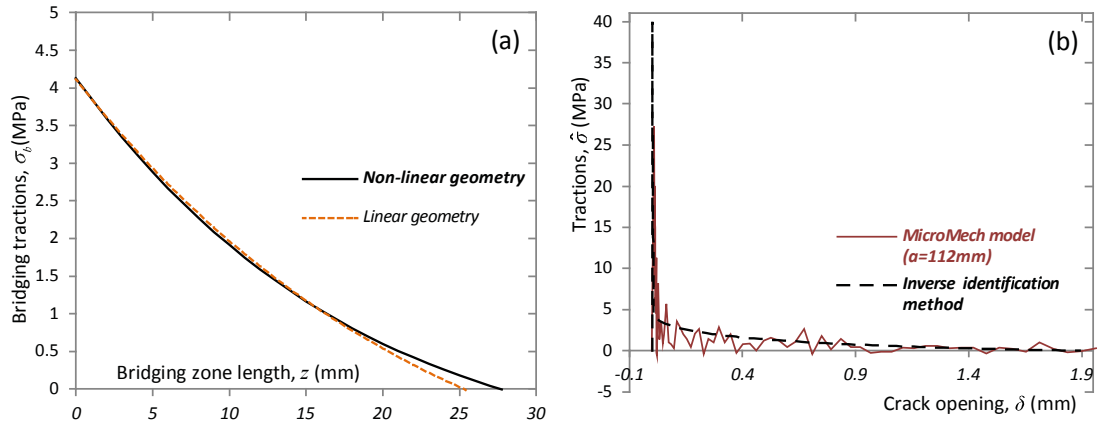 (a)
5
4.5
4
3.5
3
2.5
2
1.5
1
0.5
0
Bridging tractions, σb(MPa)
Non-linear geometry
Linear geometry
Bridging zone length, z (mm)
0 5 10 15 20 25 30
(b)
40
35
30
25
20
15
10
5
0
-5
Tractions, σ̂ (MPa)
MicroMech model
(a=112mm)
Inverse identification
method
-0.1 0.4 0.9 1.4 1.9
Crack opening, δ (mm)